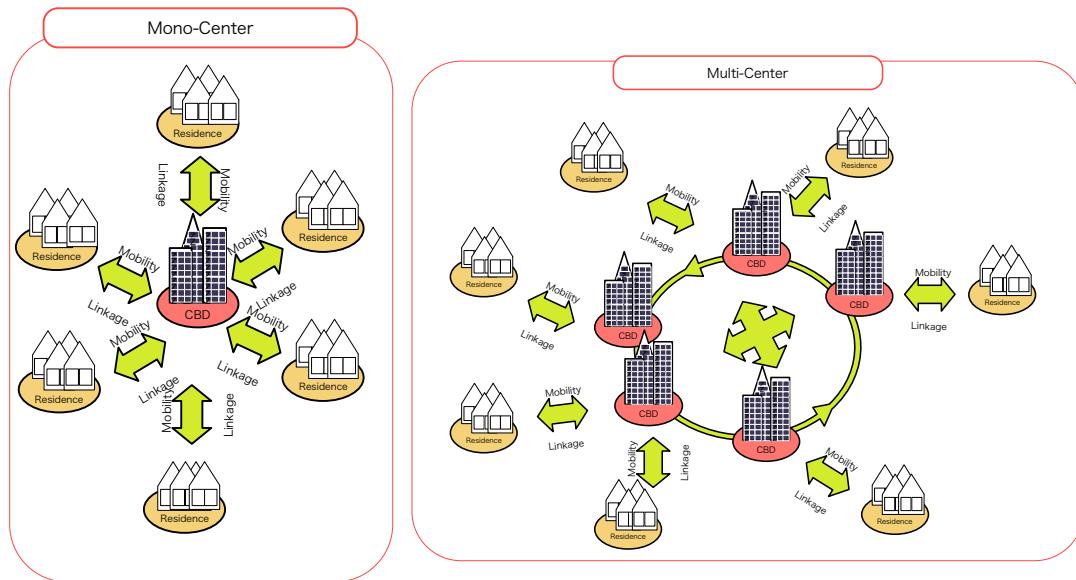 Mono-Center
Residence
Linkage
Mobility
Residence
Residence
Mobility
Linkage
Mobility
Linkage
CBD
Mobility
Linkage
Mobility
Linkage
Residence
Residence
Mobility
Linkage
Residence
Multi-Center
Residence
Residence
Mobility
Linkage
Mobility
Linkage
CBD
Residence
Mobility
Linkage
CBD
CBD
Mobility
Linkage
Residence
Residence
Mobility
Linkage
CBD
CBD
Mobility
Linkage
Residence
Mobility
Linkage
Residence